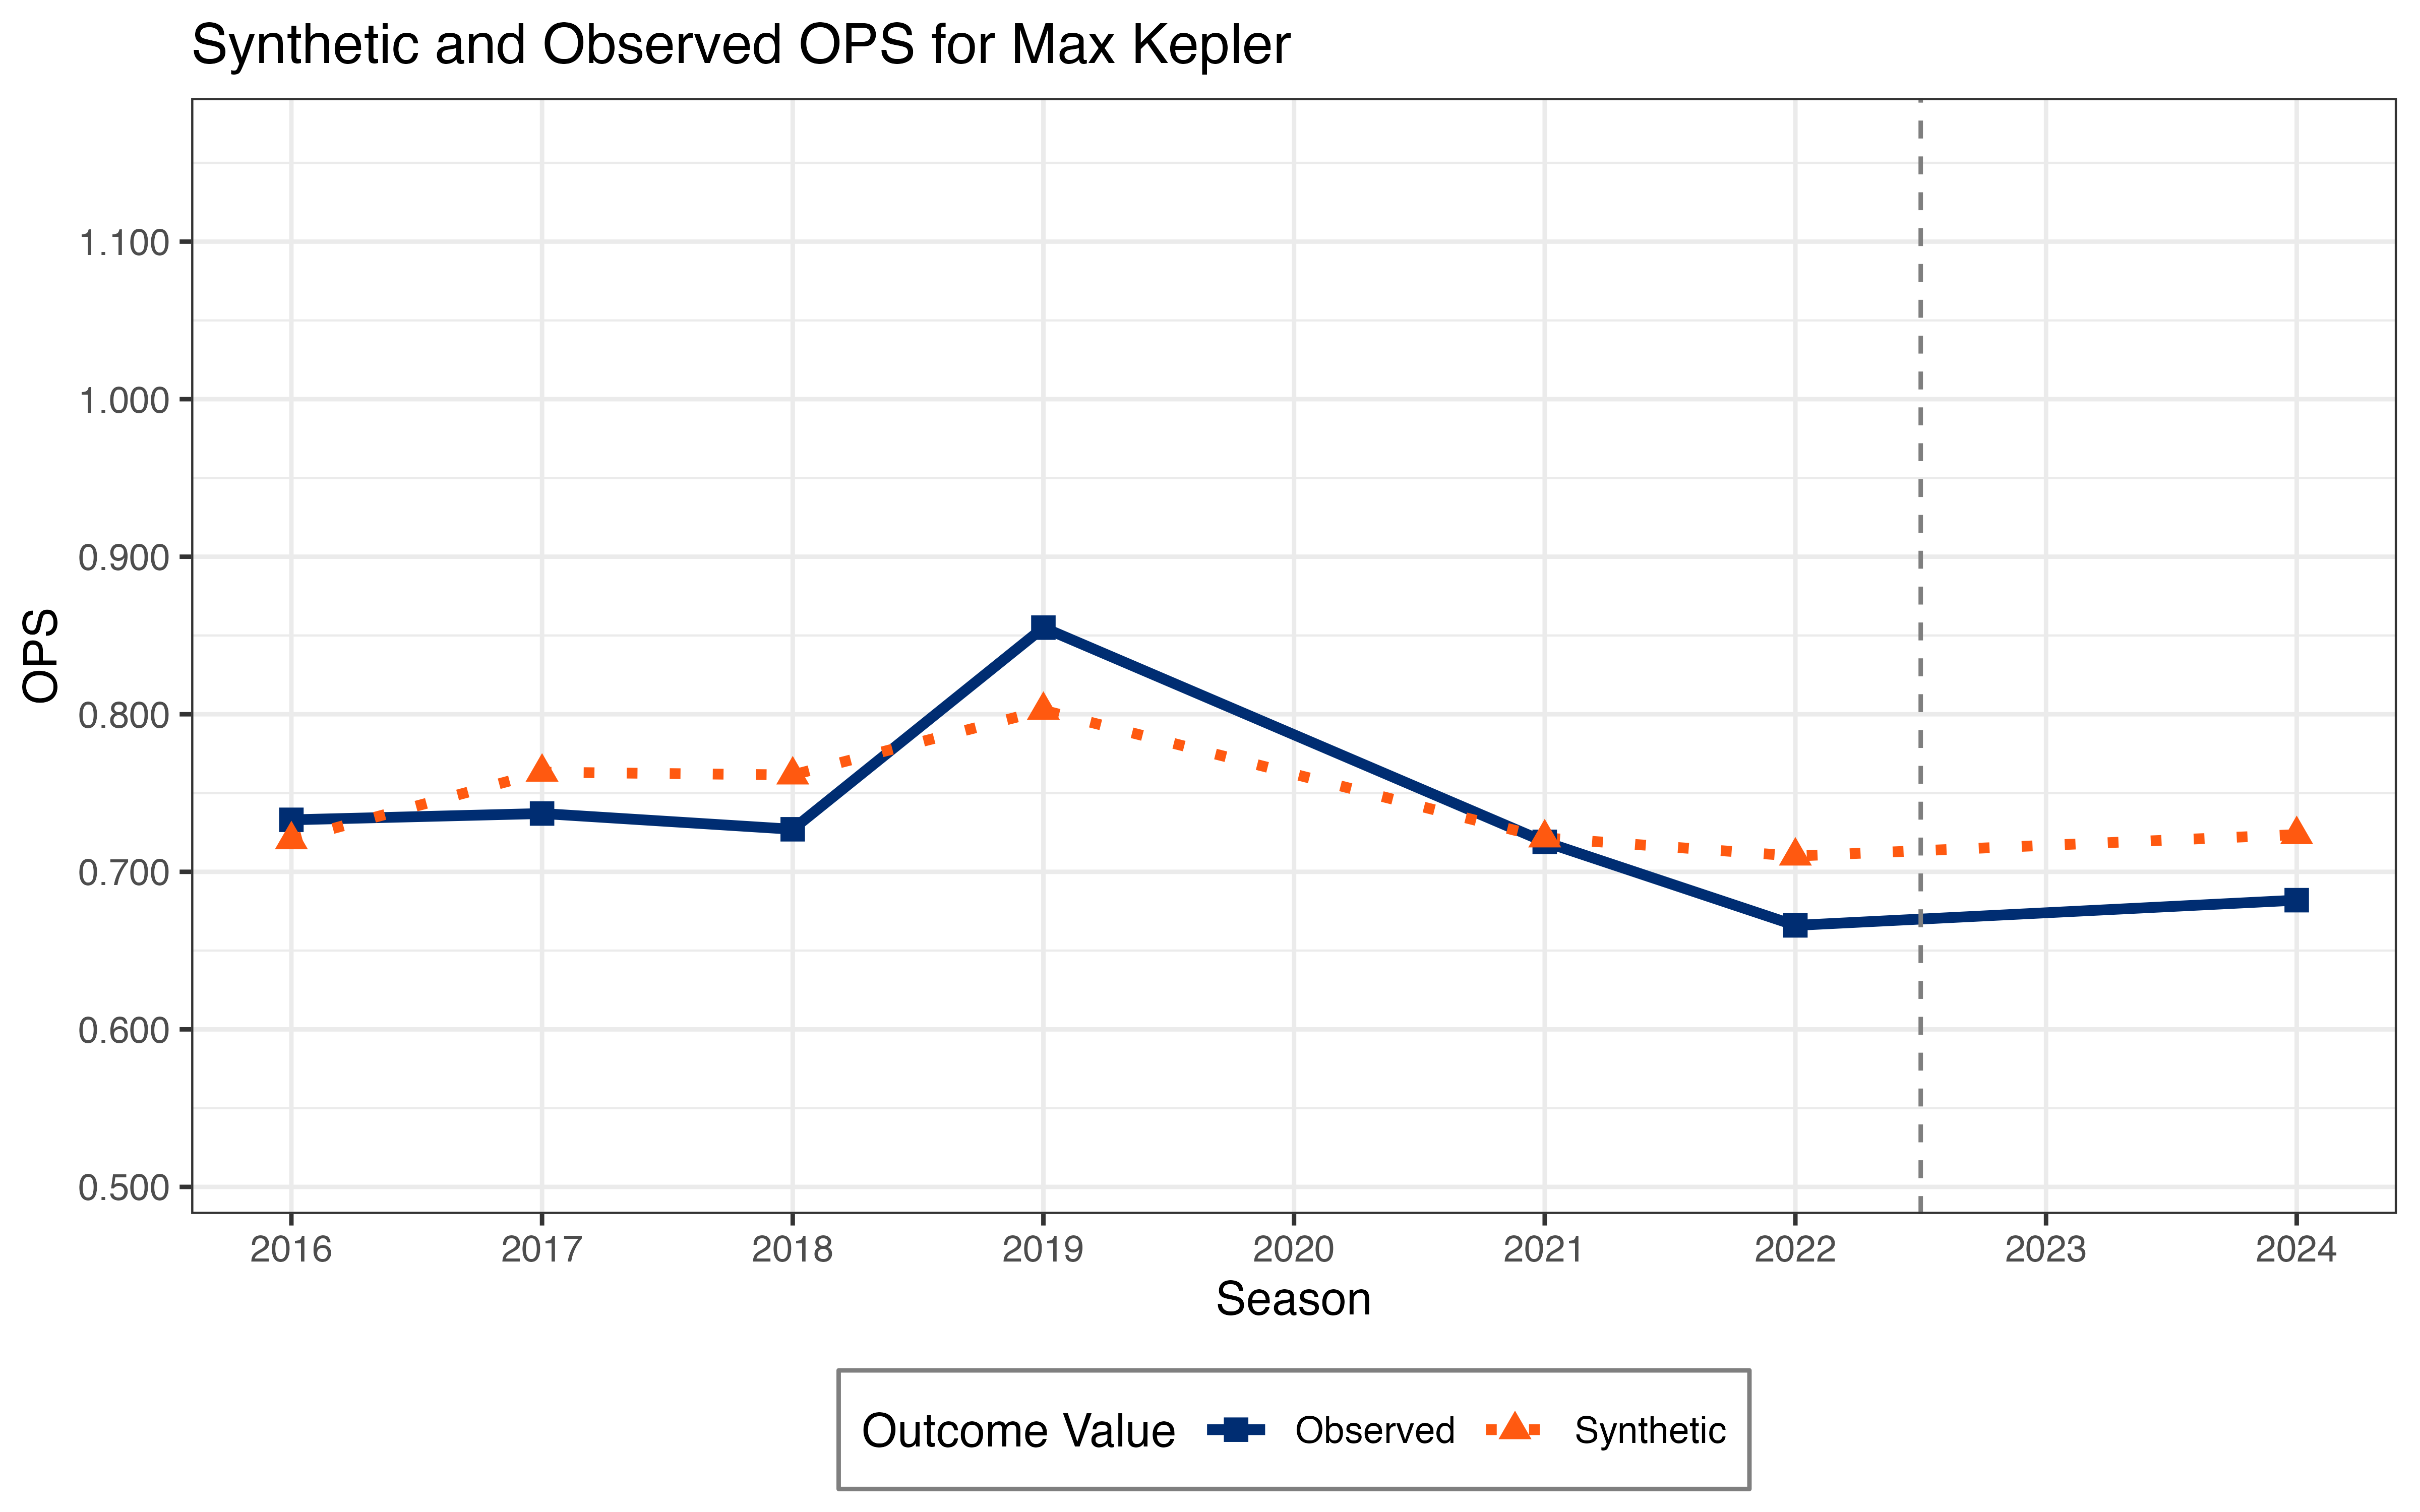 Synthetic and Observed OPS for Max Kepler
OPS
1.100
1.000
0.900
0.800
0.700
0.600
0.500
2016 2017 2018 2019 2020 2021 2022 2023 2024
Season
Outcome Value Observed Synthetic